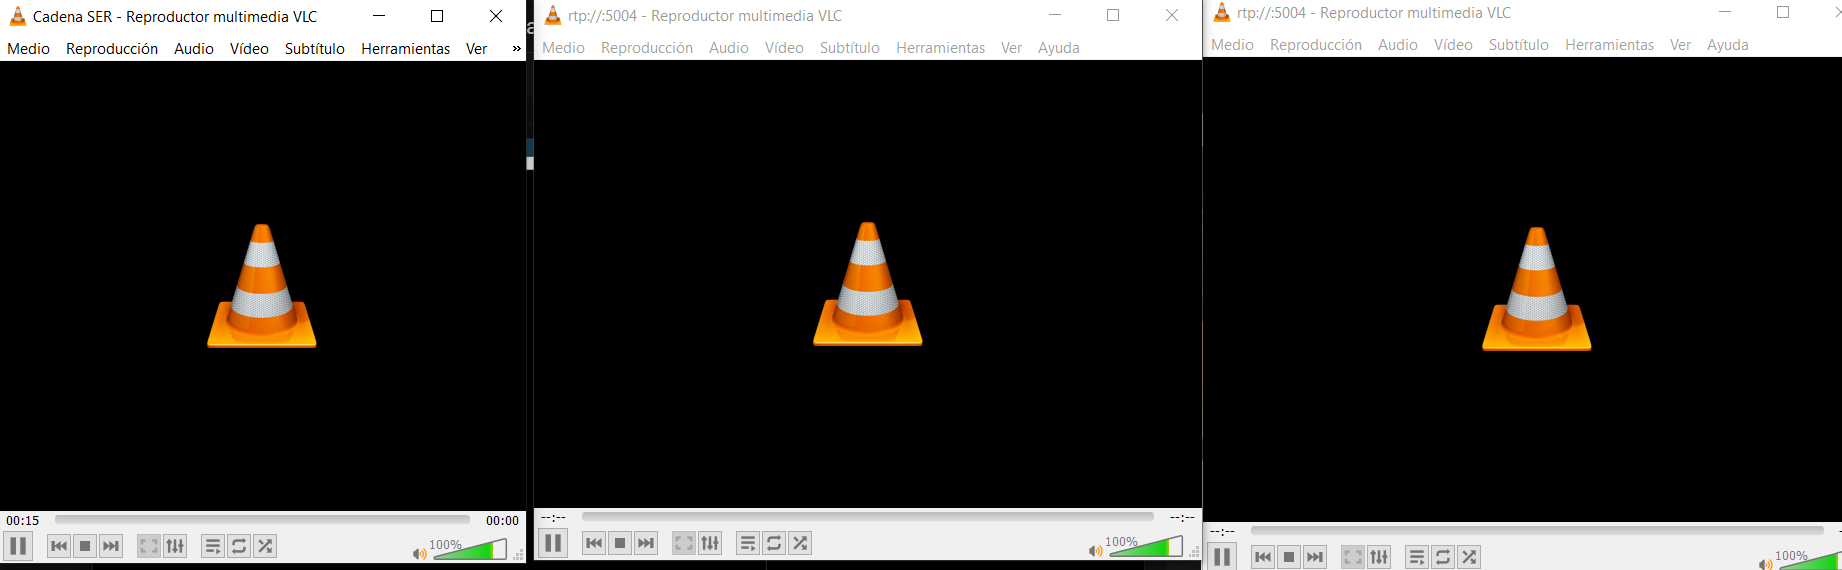 Cadena SER - Reproductor multimedia VLC
Medio Reproducción Audio Vídeo Subtítulo Herramientas Ver »
00:15 00:00
100%
rtp://:5004 - Reproductor multimedia VLC
Medio Reproducción Audio Vídeo Subtítulo Herramientas Ver Ayuda
--:-- --:--
100%
rtp://:5004 - Reproductor multimedia VLC
Medio Reproducción Audio Vídeo Subtítulo Herramientas Ver Ayuda
--:--
100%